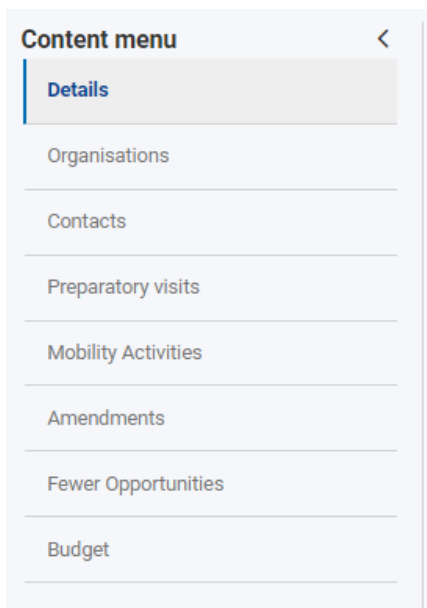 Content menu
Details
Organisations
Contacts
Preparatory visits
Mobility Activities
Amendments
Fewer Opportunities
Budget